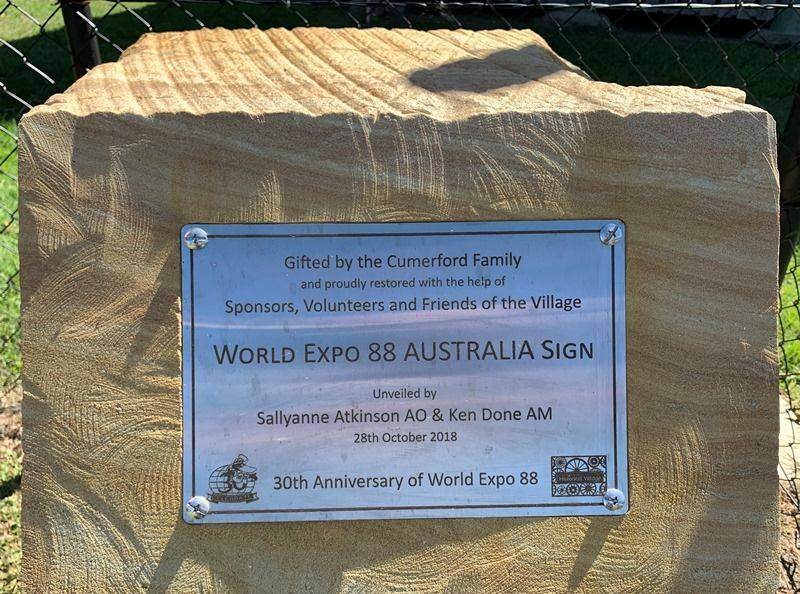 Gifted by the Cumerford Family
and proudly restored with the help of
Sponsors, Volunteers and Friends of the Village
WORLD EXPO 88 AUSTRALIA SIGN
Unveiled by
Sallyanne Atkinson AO & Ken Done AM
28th October 2018
30th Anniversary of World Expo 88
Historical Village